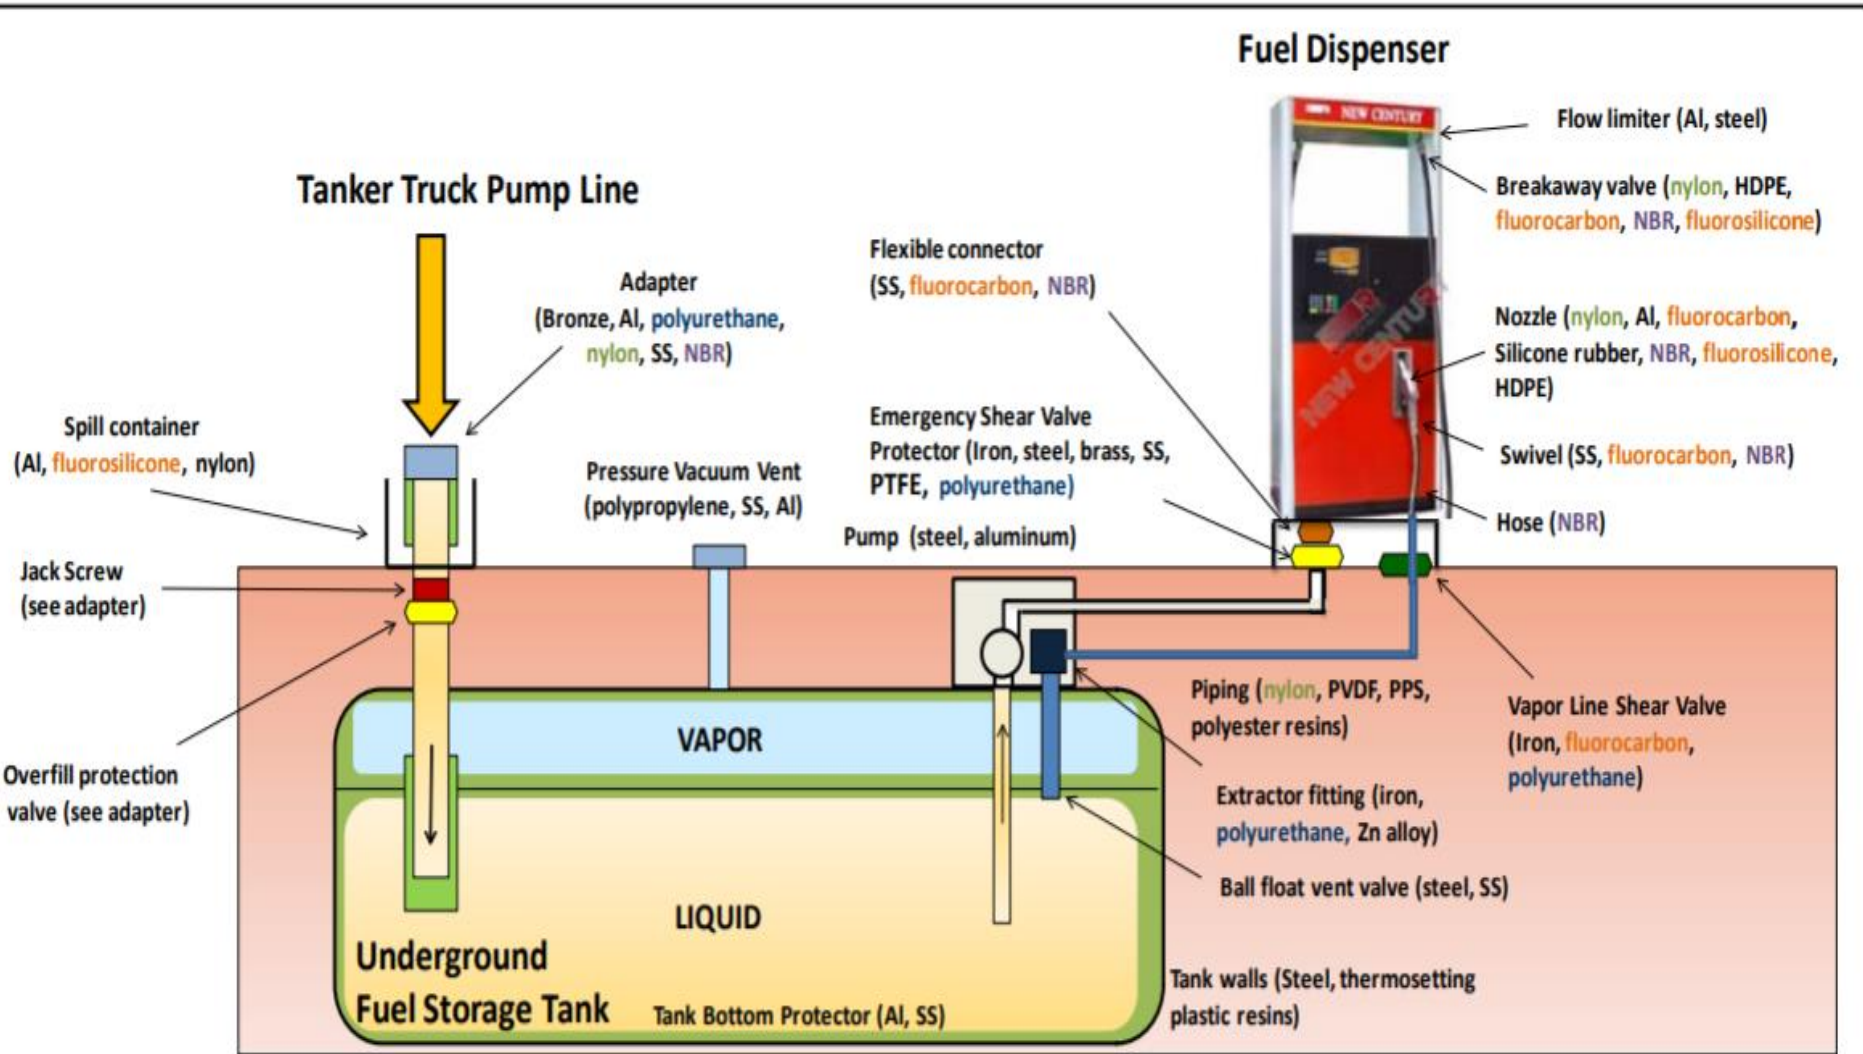 Fuel Dispenser
NEW CENTURY
Flow limiter (Al, steel)
Breakaway valve (nylon, HDPE,
fluorocarbon, NBR, fluorosilicone)
Tanker Truck Pump Line
Flexible connector
(SS, fluorocarbon, NBR)
Adapter
(Bronze, Al, polyurethane,
nylon, SS, NBR)
Nozzle (nylon, Al, fluorocarbon,
Silicone rubber, NBR, fluorosilicone,
HDPE)
NEW CENTURY
Spill container
(Al, fluorosilicone, nylon)
Emergency Shear Valve
Protector (Iron, steel, brass, SS,
PTFE, polyurethane)
Swivel (SS, fluorocarbon, NBR)
Pressure Vacuum Vent
(polypropylene, SS, Al)
Hose (NBR)
Pump (steel, aluminum)
Jack Screw
(see adapter)
Piping (nylon, PVDF, PPS,
polyester resins)
Vapor Line Shear Valve
(Iron, fluorocarbon,
polyurethane)
VAPOR
Overfill protection
valve (see adapter)
Extractor fitting (iron,
polyurethane, Zn alloy)
Ball float vent valve (steel, SS)
LIQUID
Underground
Fuel Storage Tank
Tank Bottom Protector (Al, SS)
Tank walls (Steel, thermosetting
plastic resins)